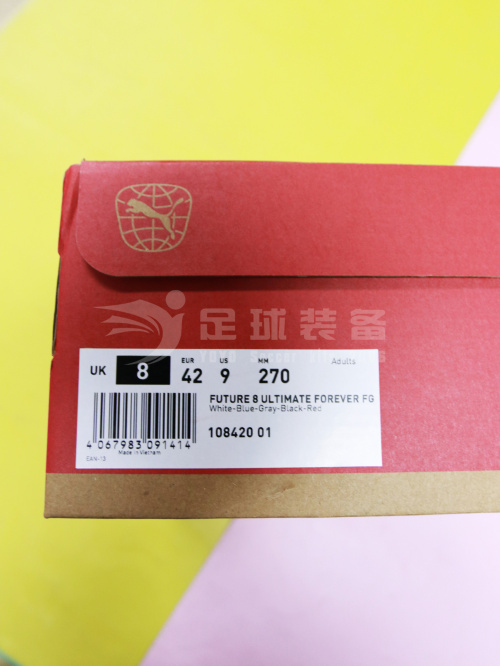 足球装备
UK 8 EUR 42 US 9 MM 270 Adults
FUTURE 8 ULTIMATE FOREVER FG
White-Blue-Gray-Black-Red
108420 01
4 067983 091414
Made in Vietnam